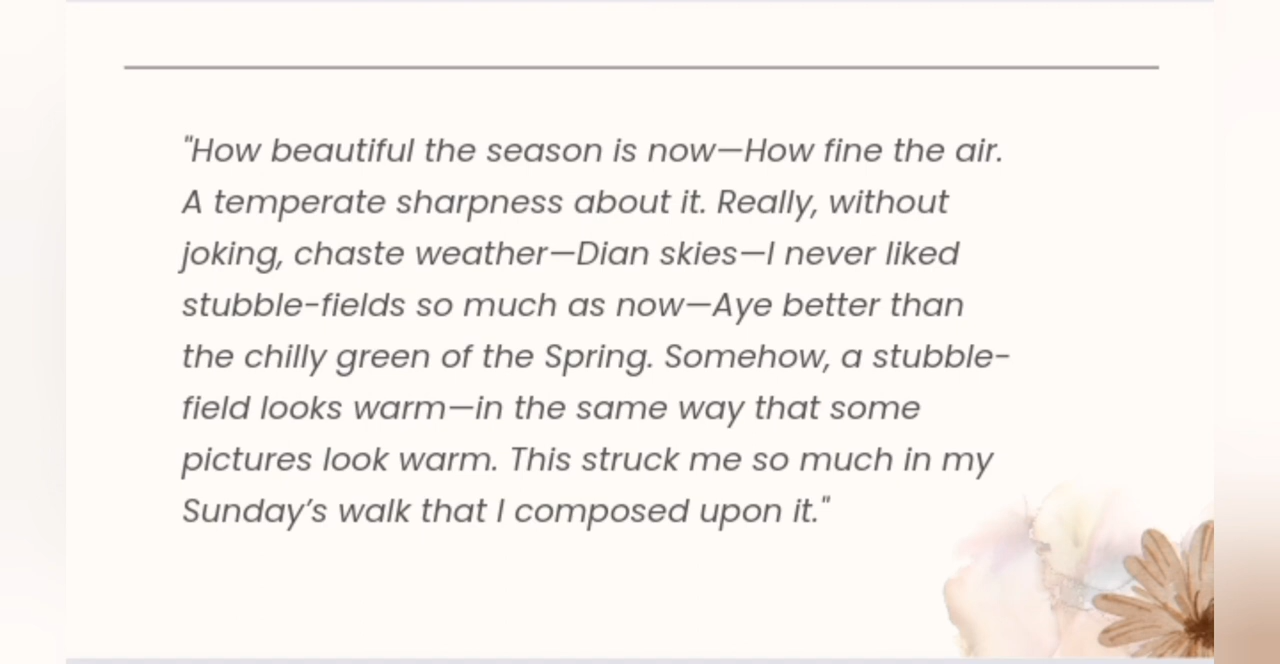 "How beautiful the season is now—How fine the air.
A temperate sharpness about it. Really, without
joking, chaste weather—Dian skies—I never liked
stubble-fields so much as now—Aye better than
the chilly green of the Spring. Somehow, a stubble-
field looks warm—in the same way that some
pictures look warm. This struck me so much in my
Sunday’s walk that I composed upon it."